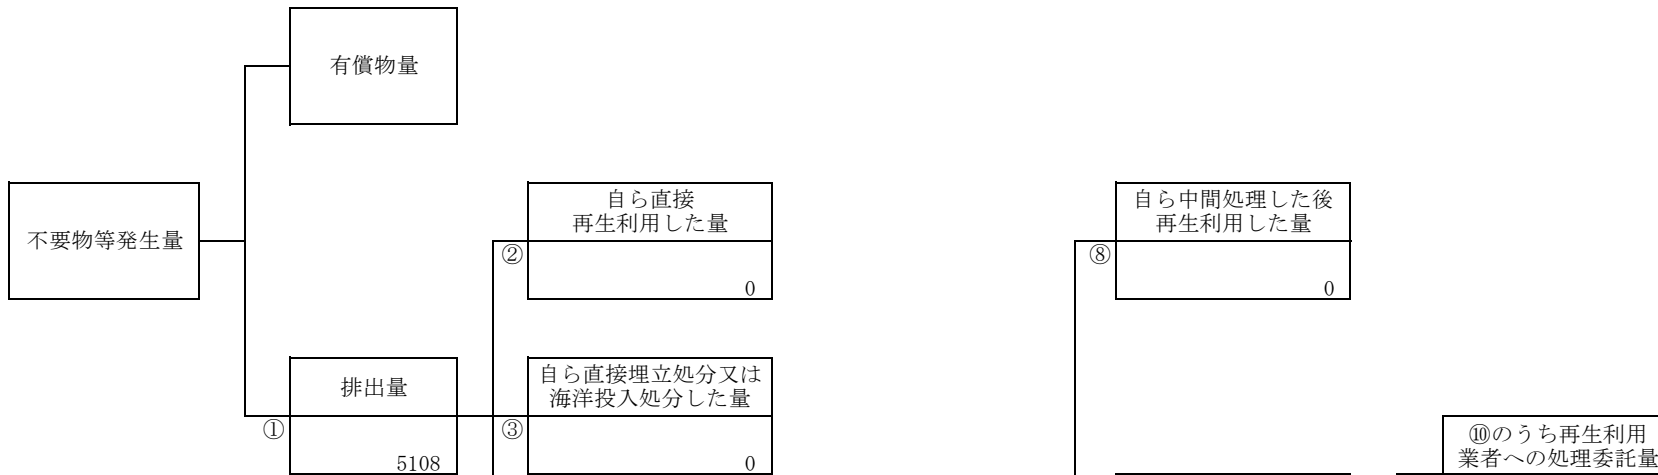 有償物量
不要物等発生量
自ら直接
再生利用した量
②
0
自ら中間処理した後
再生利用した量
⑧
0
排出量
①
5108
自ら直接埋立処分又は
海洋投入処分した量
③
0
⑩のうち再生利用
業者への処理委託量